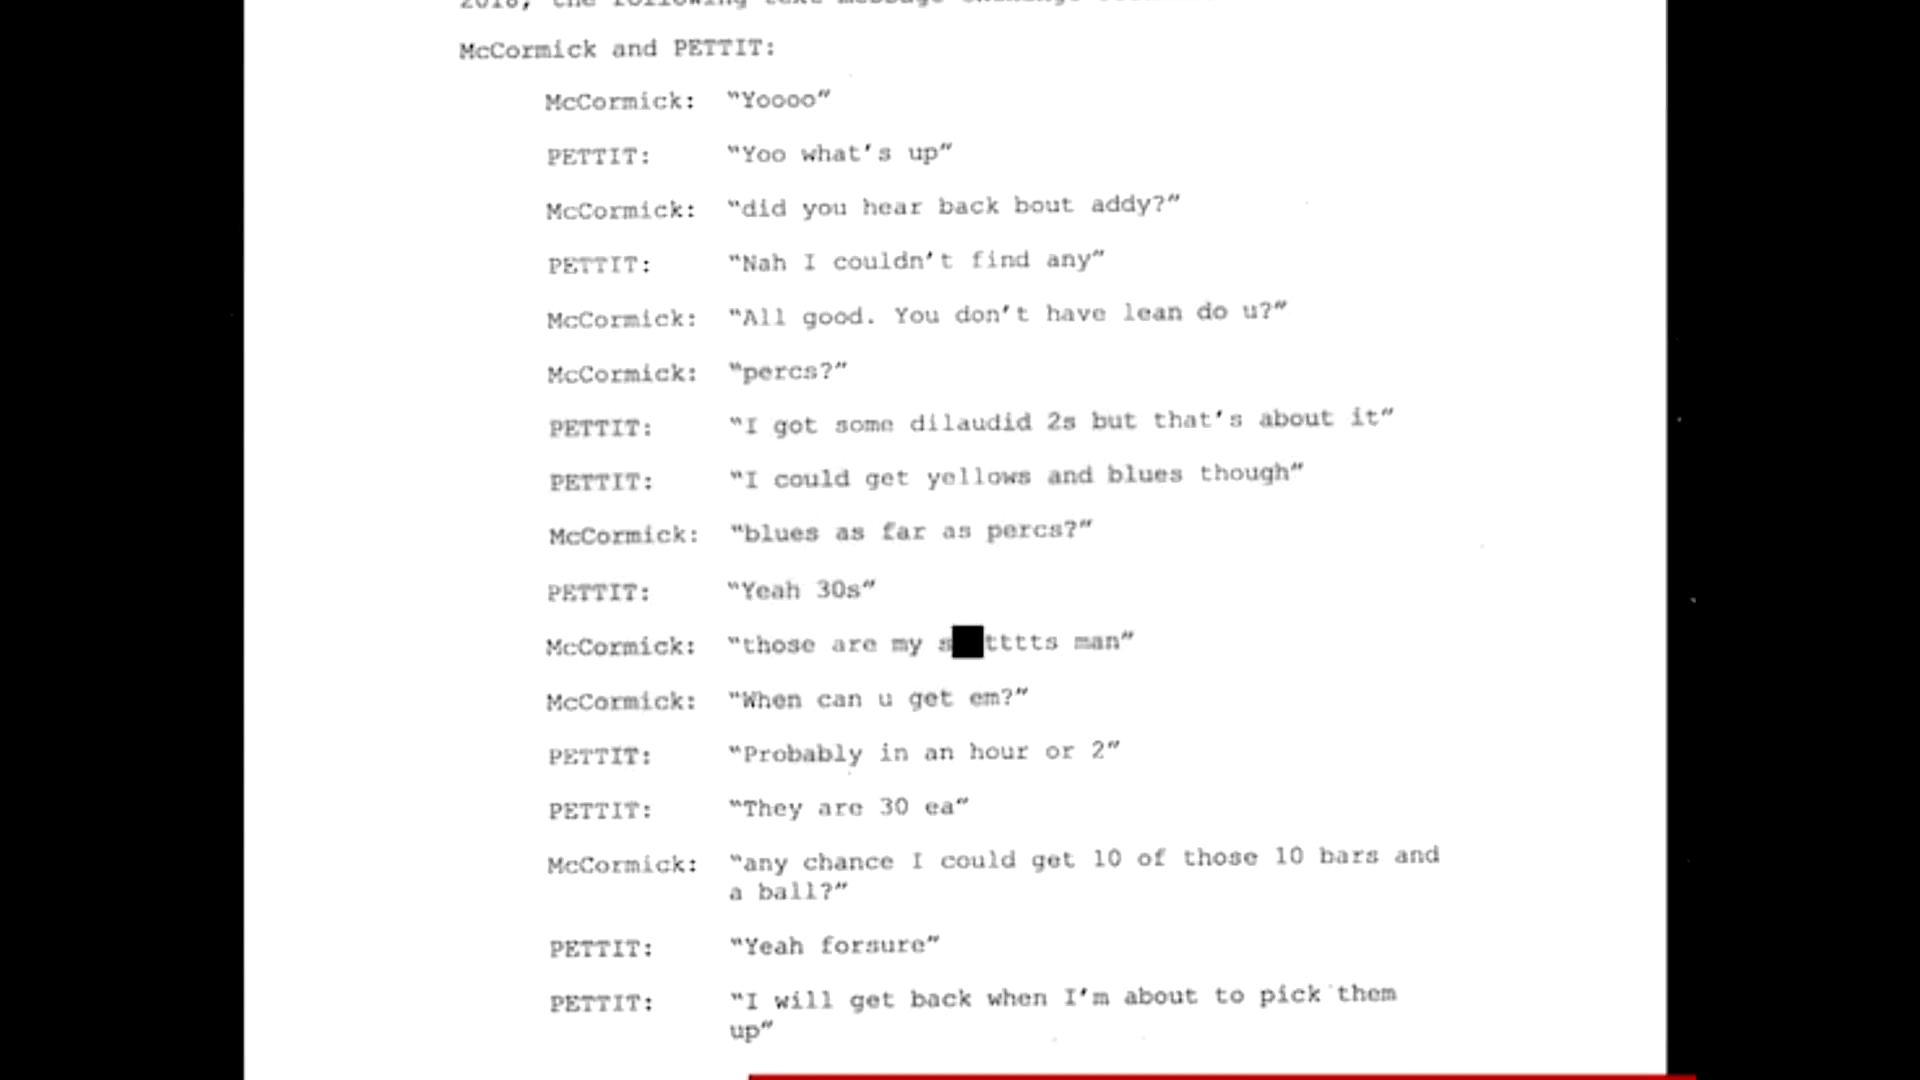 McCormick and PETTIT:
McCormick: "Yoooo"
PETTIT: "Yoo what's up"
McCormick: "did you hear back bout addy?"
PETTIT: "Nah I couldn't find any"
McCormick: "All good. You don't have lean do u?"
McCormick: "percs?"
PETTIT: "I got some dilaudid 2s but that's about it"
PETTIT: "I could get yellows and blues though"
McCormick: "blues as far as percs?"
PETTIT: "Yeah 30s"
McCormick: "those are my s tttts man"
McCormick: "When can u get em?"
PETTIT: "Probably in an hour or 2"
PETTIT: "They are 30 ea"
McCormick: "any chance I could get 10 of those 10 bars and
a ball?"
PETTIT: "Yeah forsure"
PETTIT: "I will get back when I'm about to pick them
up"